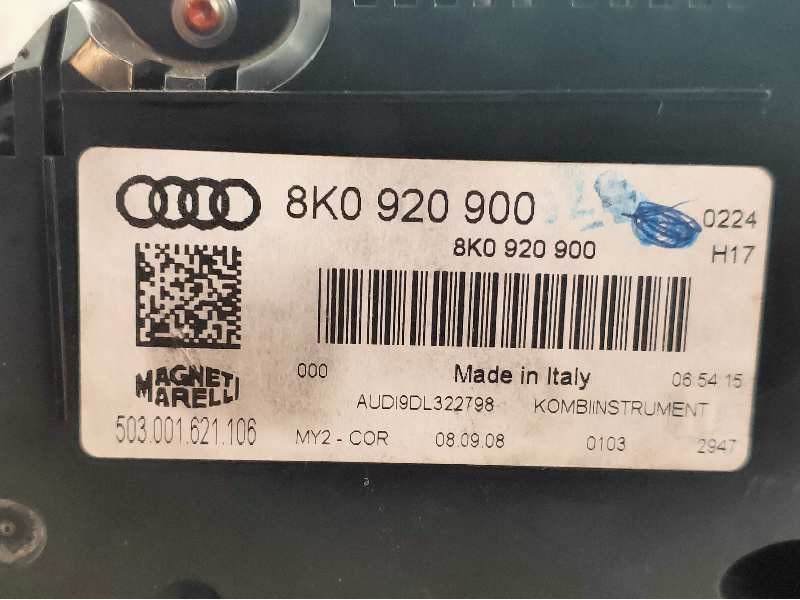 8K0 920 900
0224
8K0 920 900
H17
000
Made in Italy
06:54:15
MAGNETI
MARELLI
AUDI9DL322798
KOMBIINSTRUMENT
503.001.621.106
MY2 - COR
08.09.08
0103
2947